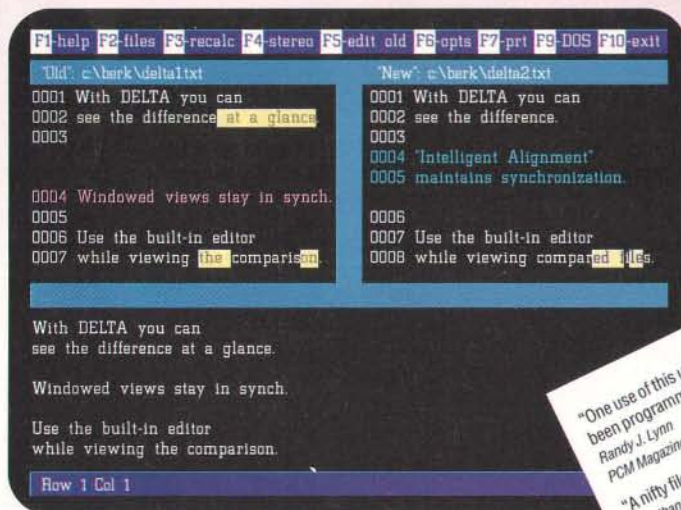 F1-help F2-files F3-recalc F4-stereo F5-edit old F6-opts F7-prt F9-DOS F10-exit
"Old": c:\berk\delta1.txt
0001 With DELTA you can
0002 see the difference at a glance.
0003
0004 Windowed views stay in synch.
0005
0006 Use the built-in editor
0007 while viewing the comparison.
"New": c:\berk\delta2.txt
0001 With DELTA you can
0002 see the difference.
0003
0004 "Intelligent Alignment"
0005 maintains synchronization.
0006
0007 Use the built-in editor
0008 while viewing compared files.
With DELTA you can
see the difference at a glance.
Windowed views stay in synch.
Use the built-in editor
while viewing the comparison.
Row 1 Col 1
"One use of this
been programm
Randy J. Lynn
PCM Magazin
"A nifty fil